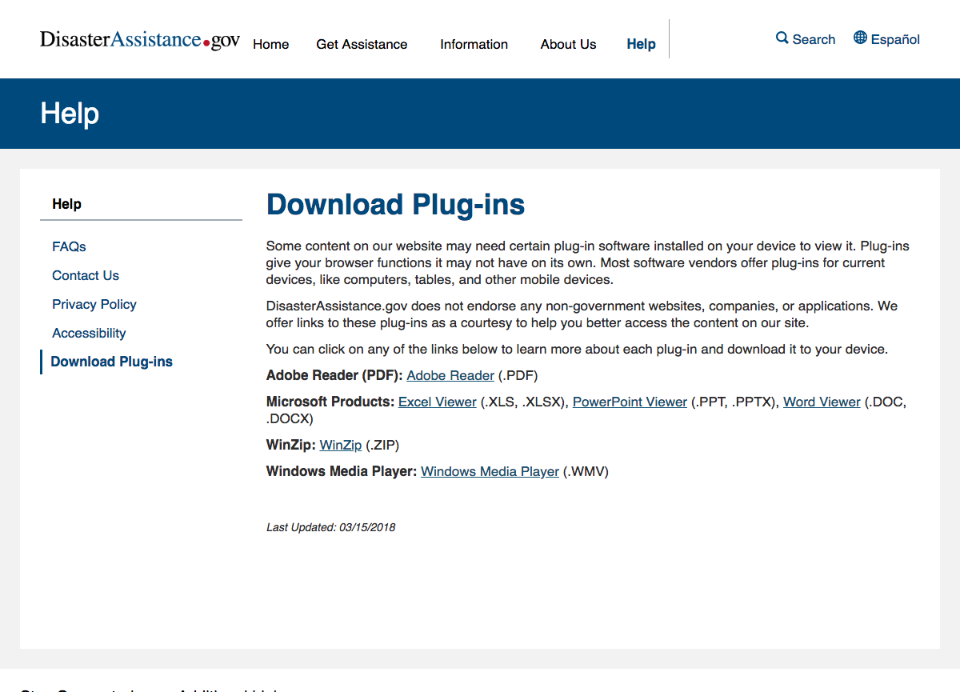 DisasterAssistance.gov Home Get Assistance Information About Us Help Search Español
Help
Help
FAQs
Contact Us
Privacy Policy
Accessibility
Download Plug-ins
Download Plug-ins
Some content on our website may need certain plug-in software installed on your device to view it. Plug-ins
give your browser functions it may not have on its own. Most software vendors offer plug-ins for current
devices, like computers, tables, and other mobile devices.
DisasterAssistance.gov does not endorse any non-government websites, companies, or applications. We
offer links to these plug-ins as a courtesy to help you better access the content on our site.
You can click on any of the links below to learn more about each plug-in and download it to your device.
Adobe Reader (PDF): Adobe Reader (.PDF)
Microsoft Products: Excel Viewer (.XLS, .XLSX), PowerPoint Viewer (.PPT, .PPTX), Word Viewer (.DOC,
.DOCX)
WinZip: WinZip (.ZIP)
Windows Media Player: Windows Media Player (.WMV)
Last Updated: 03/15/2018